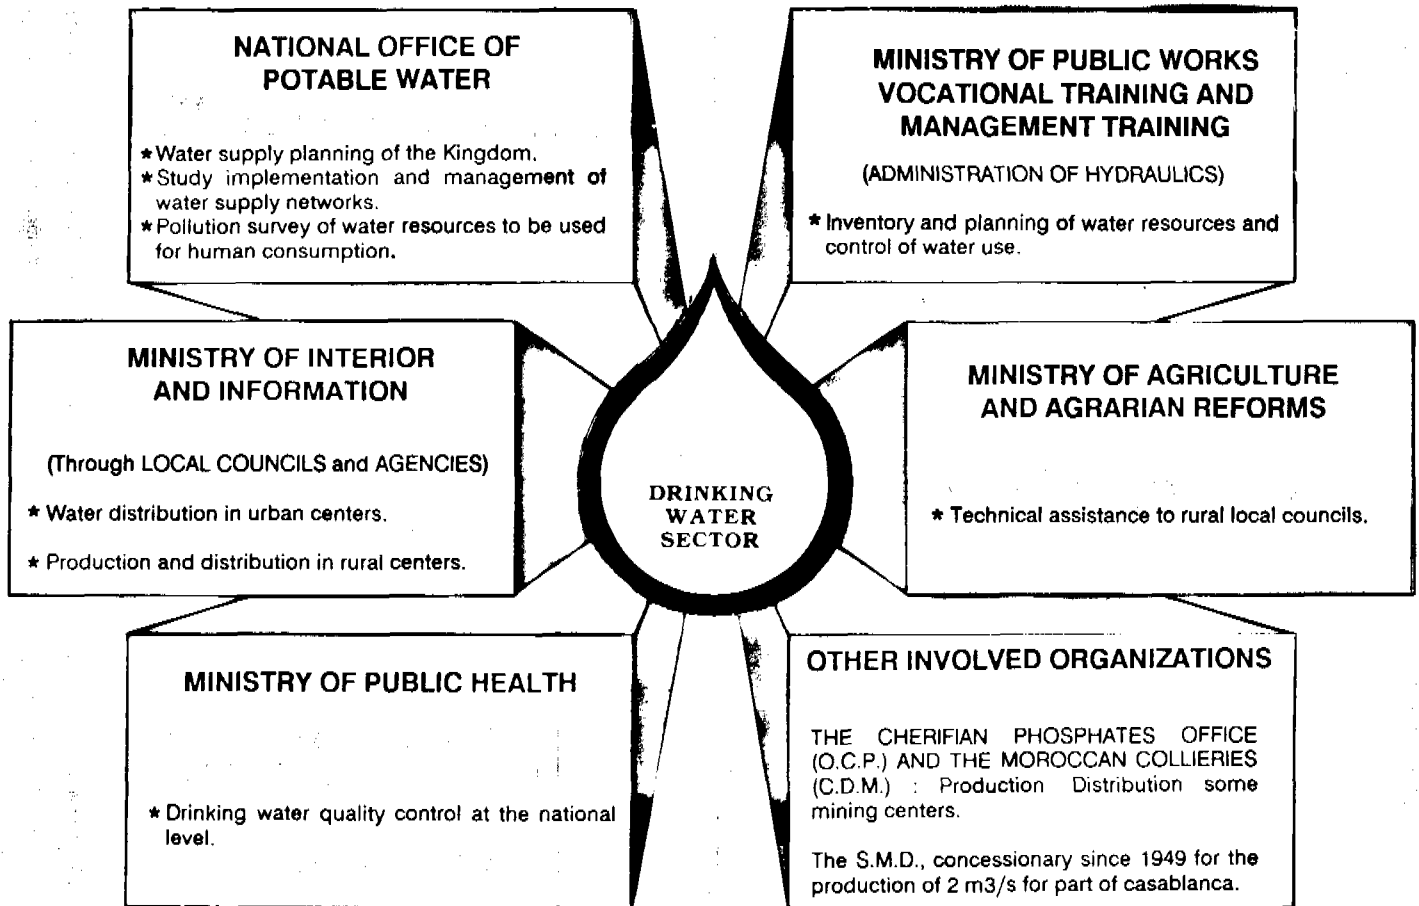 NATIONAL OFFICE OF
POTABLE WATER
★Water supply planning of the Kingdom.
★Study implementation and management of
water supply networks.
★Pollution survey of water resources to be used
for human consumption.
MINISTRY OF PUBLIC WORKS
VOCATIONAL TRAINING AND
MANAGEMENT TRAINING
(ADMINISTRATION OF HYDRAULICS)
★ Inventory and planning of water resources and
control of water use.
MINISTRY OF INTERIOR
AND INFORMATION
(Through LOCAL COUNCILS and AGENCIES)
★ Water distribution in urban centers.
★ Production and distribution in rural centers.
DRINKING
WATER
SECTOR
MINISTRY OF AGRICULTURE
AND AGRARIAN REFORMS
★ Technical assistance to rural local councils.
MINISTRY OF PUBLIC HEALTH
★ Drinking water quality control at the national
level.
OTHER INVOLVED ORGANIZATIONS
THE CHERIFIAN PHOSPHATES OFFICE
(O.C.P.) AND THE MOROCCAN COLLIERIES
(C.D.M.) : Production Distribution some
mining centers.
The S.M.D., concessionary since 1949 for the
production of 2 m3/s for part of casablanca.